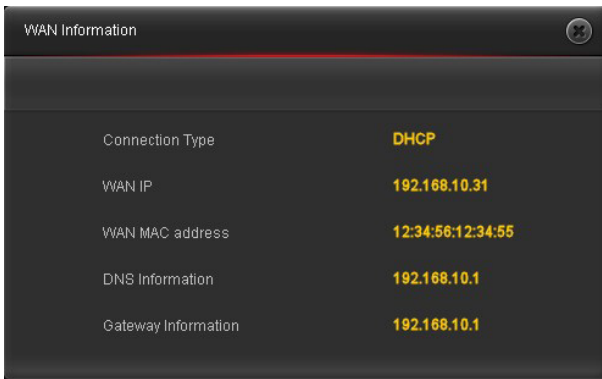 WAN Information
Connection Type DHCP
WAN IP 192.168.10.31
WAN MAC address 12:34:56:12:34:55
DNS Information 192.168.10.1
Gateway Information 192.168.10.1